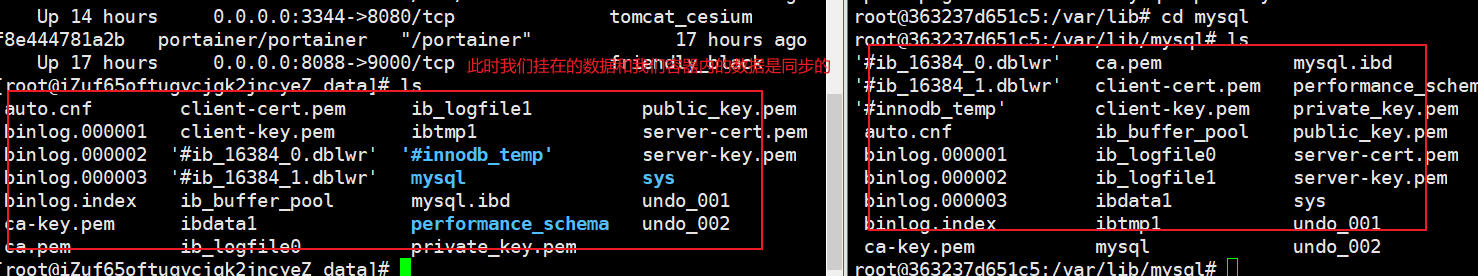 Up 14 hours 0.0.0.0:3344->8080/tcp tomcat_cesium
f8e444781a2b portainer/portainer "/portainer" 17 hours ago
Up 17 hours 0.0.0.0:8088->9000/tcp
此时我们挂在的数据和我们容器内的数据是同步的
[root@iZuf65oftugvcjgk2jncyeZ _data]# ls
auto.cnf client-cert.pem ib_logfile1 public_key.pem
binlog.000001 client-key.pem ibtmp1 server-cert.pem
binlog.000002 '#ib_16384_0.dblwr' '#innodb_temp' server-key.pem
binlog.000003 '#ib_16384_1.dblwr' mysql sys
binlog.index ib_buffer_pool mysql.ibd undo_001
ca-key.pem ibdata1 performance_schema undo_002
ca.pem ib_logfile0 private_key.pem
[root@iZuf65oftugvcjgk2jncyeZ _data]#
root@363237d651c5:/var/lib# cd mysql
root@363237d651c5:/var/lib/mysql# ls
'#ib_16384_0.dblwr' ca.pem mysql.ibd
'#ib_16384_1.dblwr' client-cert.pem performance_schem
'#innodb_temp' client-key.pem private_key.pem
auto.cnf ib_buffer_pool public_key.pem
binlog.000001 ib_logfile0 server-cert.pem
binlog.000002 ib_logfile1 server-key.pem
binlog.000003 ibdata1 sys
binlog.index ibtmp1 undo_001
ca-key.pem mysql undo_002
root@363237d651c5:/var/lib/mysql#